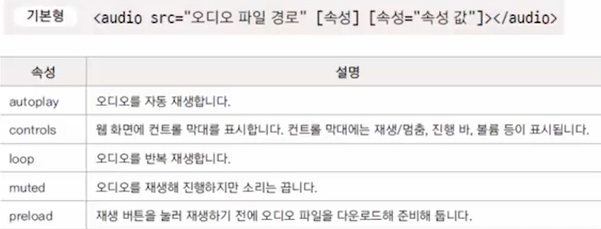 기본형 <audio src="오디오 파일 경로" [속성] [속성="속성 값"]></audio>
속성 설명
autoplay 오디오를 자동 재생합니다.
controls 웹 화면에 컨트롤 막대를 표시합니다. 컨트롤 막대에는 재생/멈춤, 진행 바, 볼륨 등이 표시됩니다.
loop 오디오를 반복 재생합니다.
muted 오디오를 재생해 진행하지만 소리는 끕니다.
preload 재생 버튼을 눌러 재생하기 전에 오디오 파일을 다운로드해 준비해 둡니다.